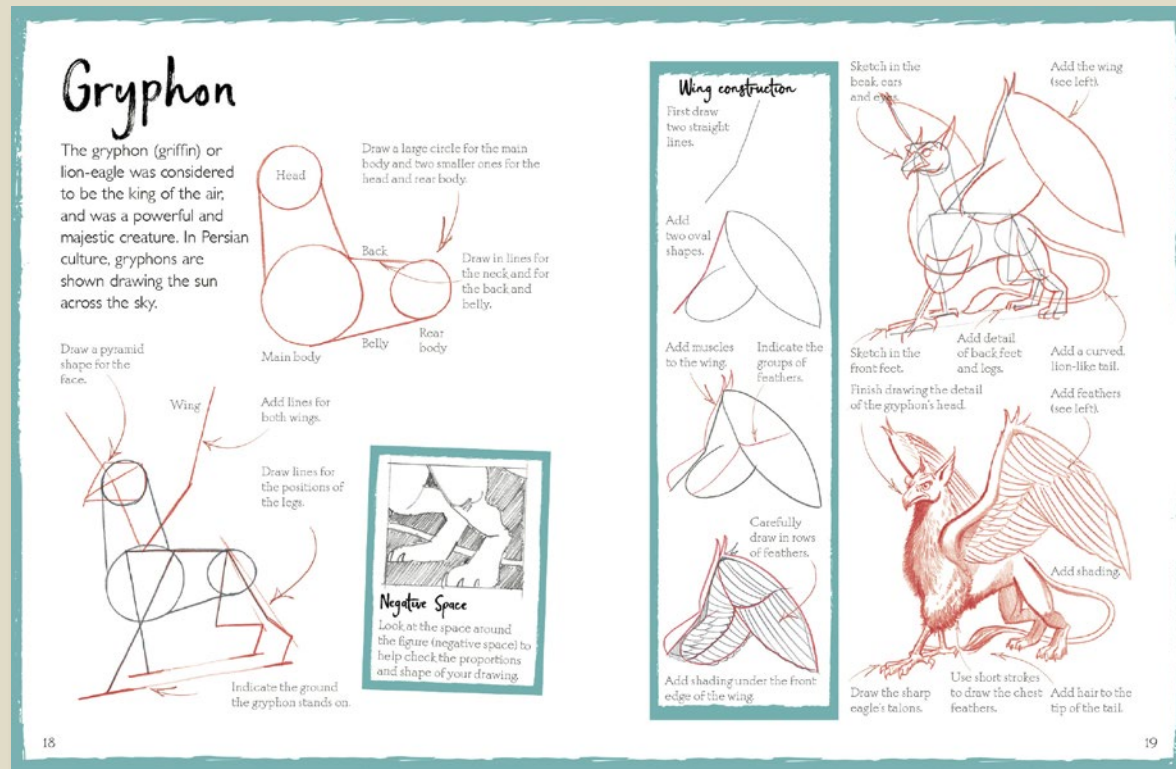 Gryphon
The gryphon (griffin) or
lion-eagle was considered
to be the king of the air,
and was a powerful and
majestic creature. In Persian
culture, gryphons are
shown drawing the sun
across the sky.
Head
Draw a large circle for the main
body and two smaller ones for the
head and rear body.
Back
Draw in lines for
the neck and for
the back and
belly.
Rear
body
Belly
Main body
Draw a pyramid
shape for the
face.
Wing
Add lines for
both wings.
Draw lines for
the positions of
the legs.
Indicate the ground
the gryphon stands on.
Negative Space
Look at the space around
the figure (negative space) to
help check the proportions
and shape of your drawing.
18
Wing construction
First draw
two straight
lines.
Add
two oval
shapes.
Add muscles
to the wing.
Indicate the
groups of
feathers.
Carefully
draw in rows
of feathers.
Add shading under the front
edge of the wing.
Sketch in the
beak, ears
and eyes.
Add the wing
(see left).
Sketch in the
front feet.
Add detail
of back feet
and legs.
Add a curved,
lion-like tail.
Finish drawing the detail
of the gryphon's head.
Add feathers
(see left).
Add shading.
Draw the sharp
eagle's talons.
Use short strokes
to draw the chest
feathers.
Add hair to the
tip of the tail.
19